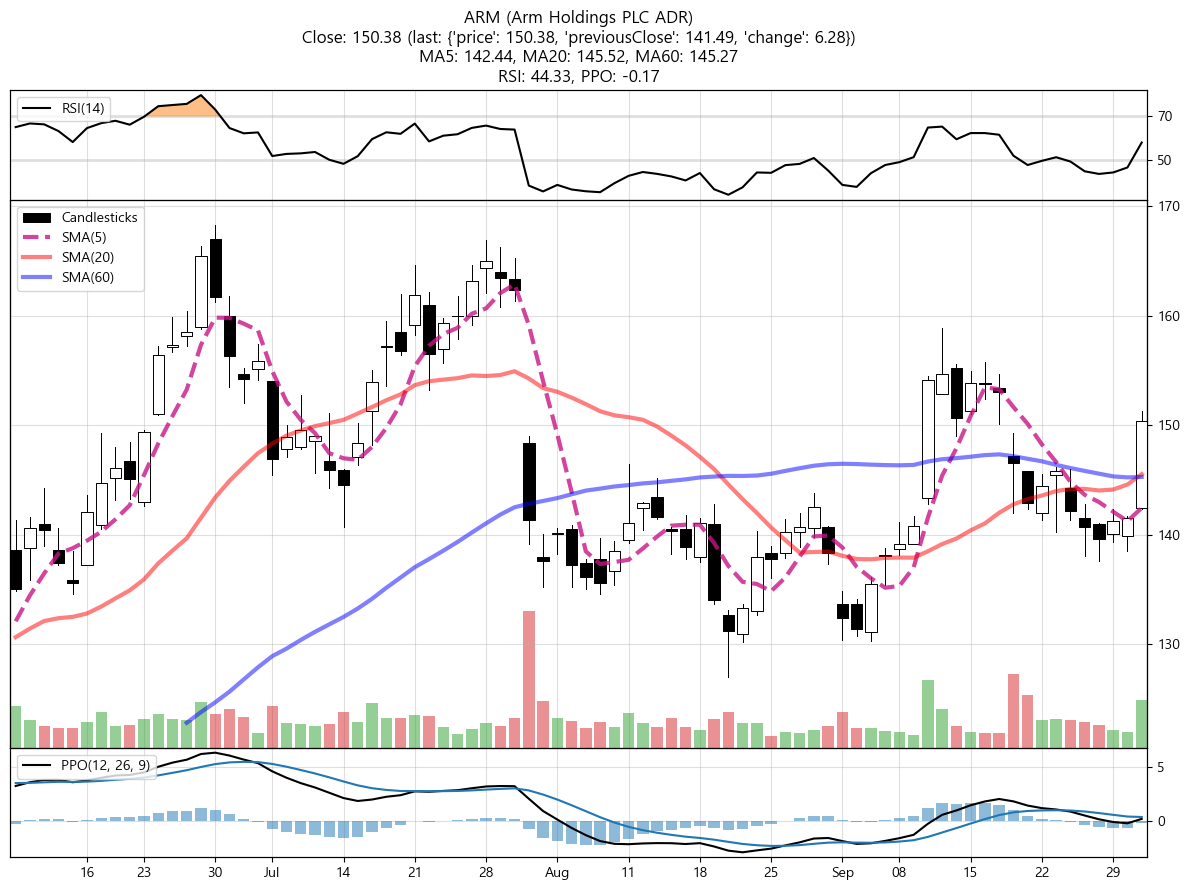 ARM (Arm Holdings PLC ADR)
Close: 150.38 (last: {'price': 150.38, 'previousClose': 141.49, 'change': 6.28})
MA5: 142.44, MA20: 145.52, MA60: 145.27
RSI: 44.33, PPO: -0.17
RSI(14)
70
50
Candlesticks
SMA(5)
SMA(20)
SMA(60)
170
160
150
140
130
PPO(12, 26, 9)
5
0
16 23 30 Jul 14 21 28 Aug 11 18 25 Sep 08 15 22 29